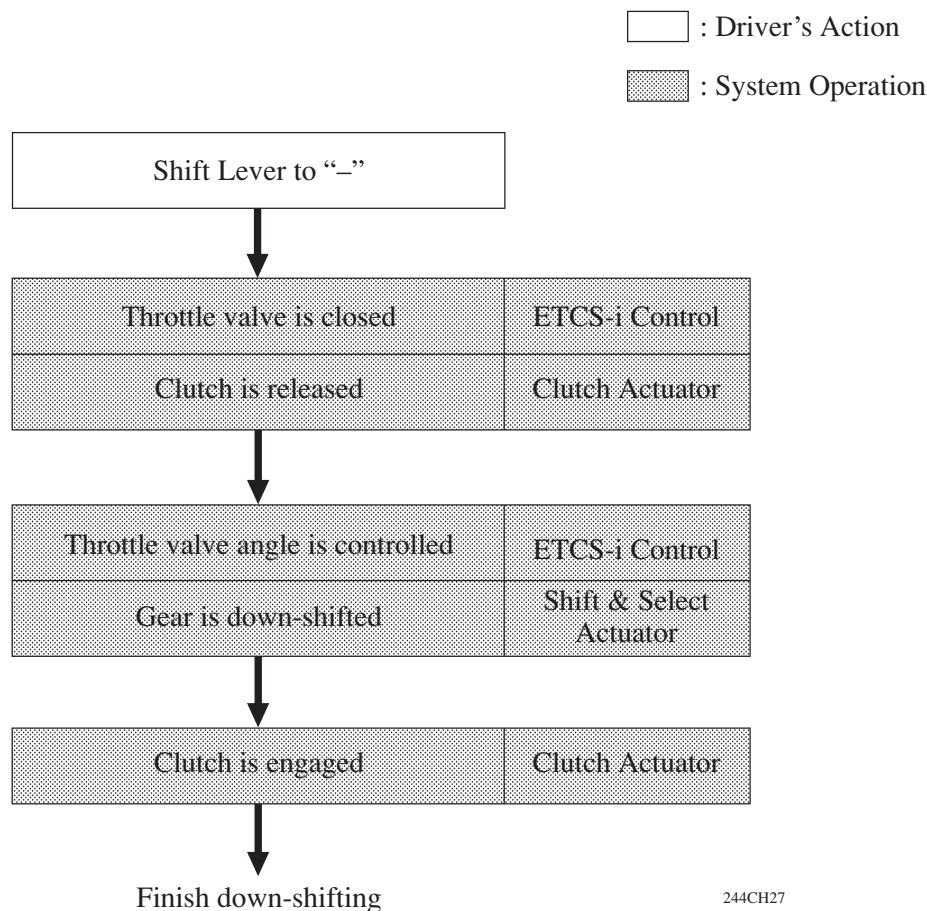 : Driver’s Action
: System Operation
Shift Lever to “–”
Throttle valve is closed
ETCS-i Control
Clutch is released
Clutch Actuator
Throttle valve angle is controlled
ETCS-i Control
Gear is down-shifted
Shift & Select
Actuator
Clutch is engaged
Clutch Actuator
Finish down-shifting
244CH27